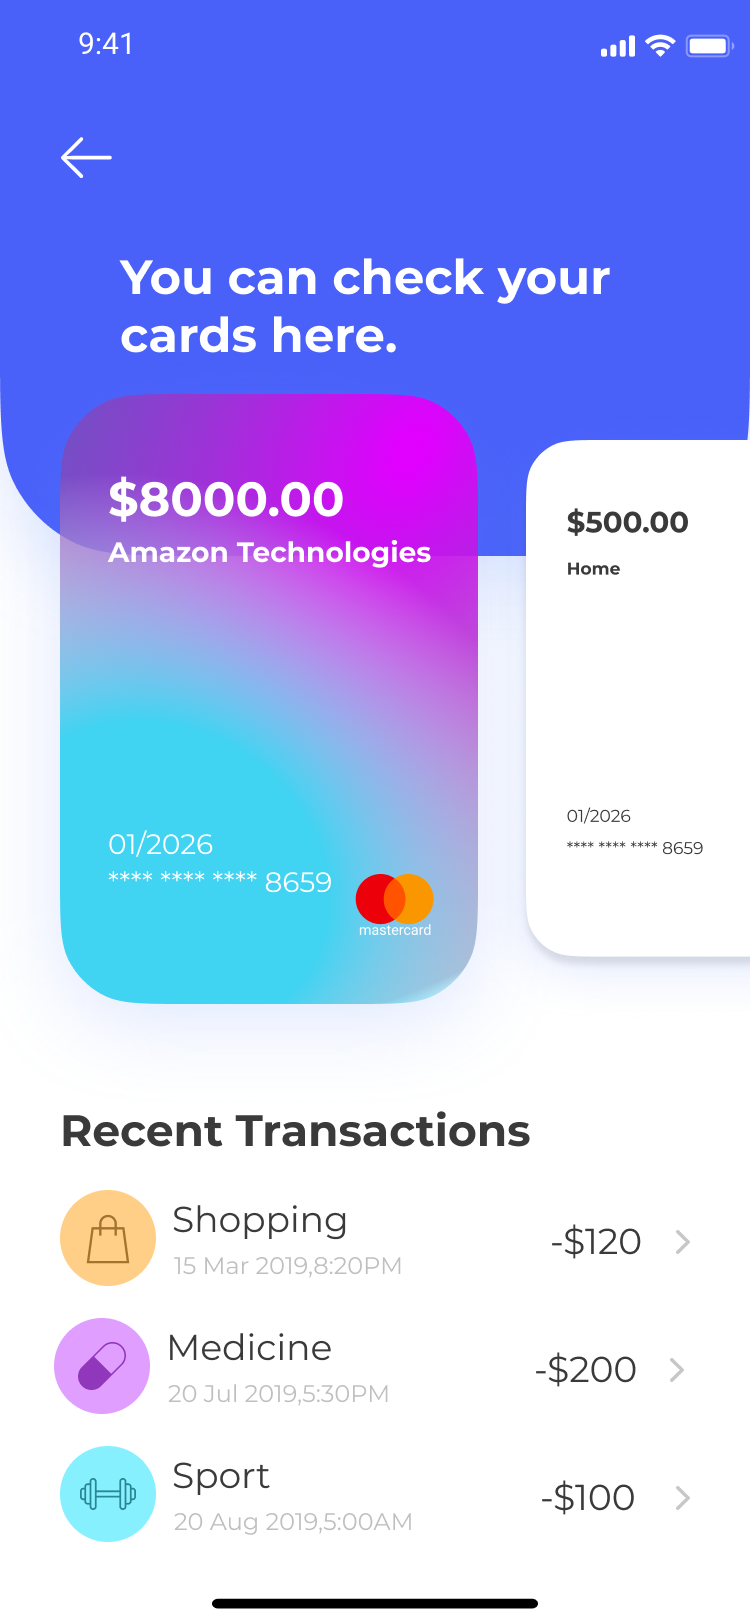 9:41
You can check your
cards here.
$8000.00
Amazon Technologies
01/2026
**** **** **** 8659
mastercard
$500.00
Home
01/2026
**** **** **** 8659
Recent Transactions
Shopping
15 Mar 2019,8:20PM
-$120
Medicine
20 Jul 2019,5:30PM
-$200
Sport
20 Aug 2019,5:00AM
-$100